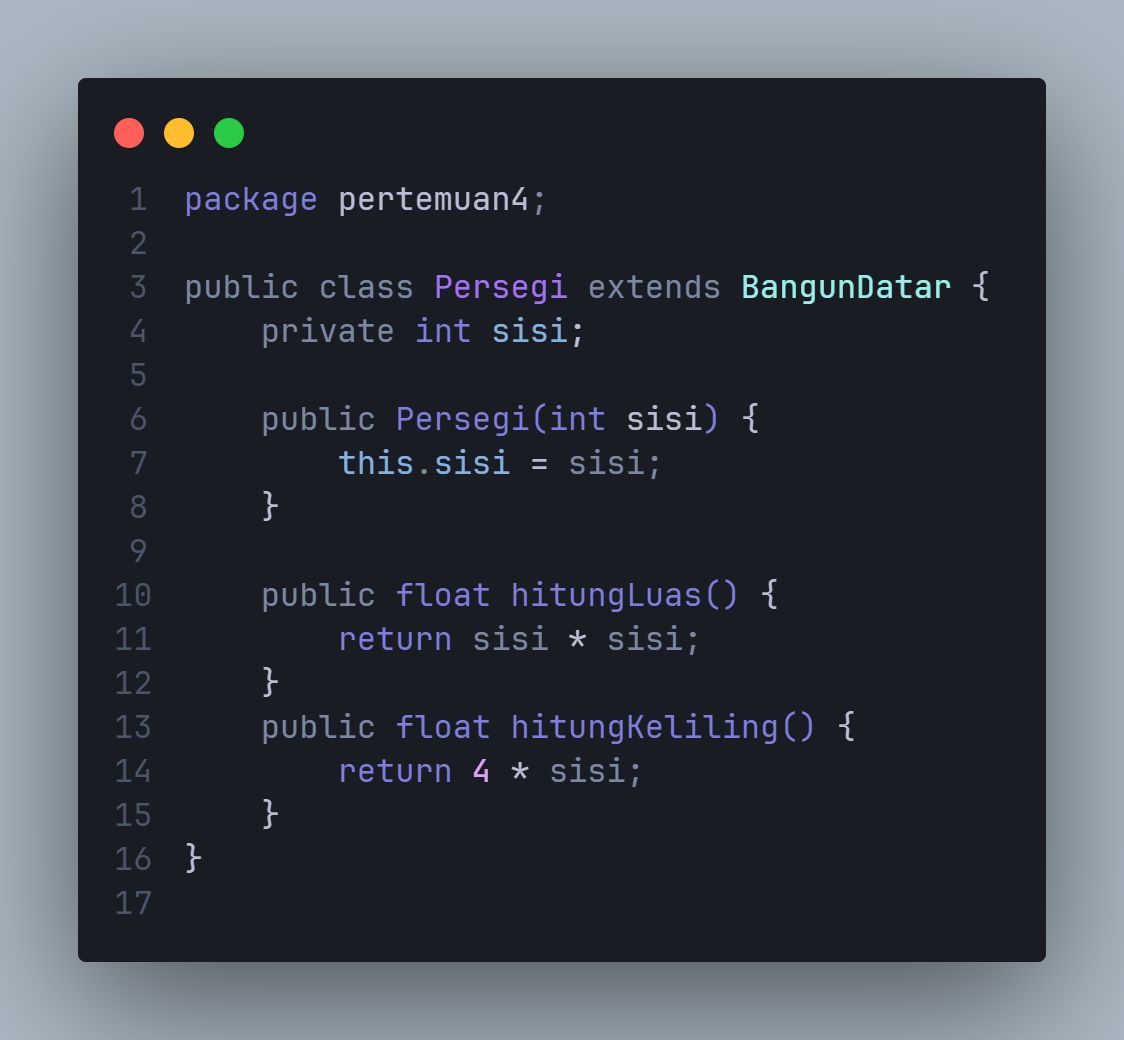 1 package pertemuan4;
2
3 public class Persegi extends BangunDatar {
4     private int sisi;
5
6     public Persegi(int sisi) {
7         this.sisi = sisi;
8     }
9
10     public float hitungLuas() {
11         return sisi * sisi;
12     }
13     public float hitungKeliling() {
14         return 4 * sisi;
15     }
16 }
17